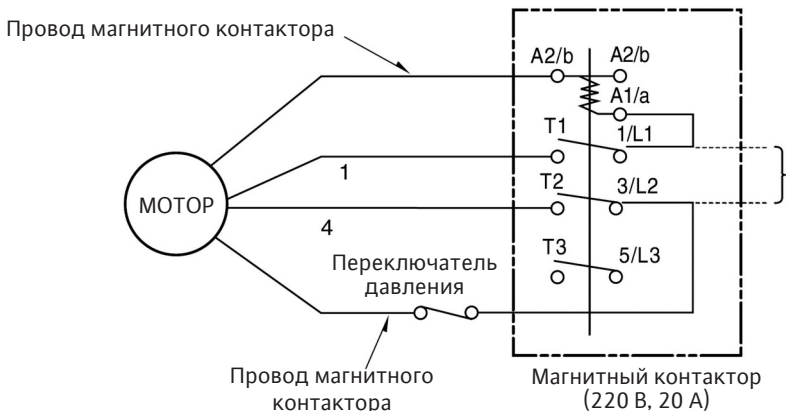 Провод магнитного контактора
A2/b A2/b
A1/a
T1 1/L1
1
T2 3/L2
МОТОР
4
T3 5/L3
Переключатель
давления
Провод магнитного
контактора
Магнитный контактор
(220 В, 20 А)